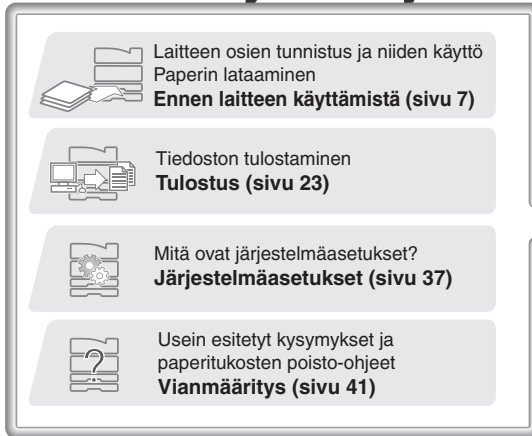 Laitteen osien tunnistus ja niiden käyttö
Paperin lataaminen
Ennen laitteen käyttämistä (sivu 7)
Tiedoston tulostaminen
Tulostus (sivu 23)
Mitä ovat järjestelmäasetukset?
Järjestelmäasetukset (sivu 37)
Usein esitetyt kysymykset ja
paperitukosten poisto-ohjeet
Vianmääritys (sivu 41)